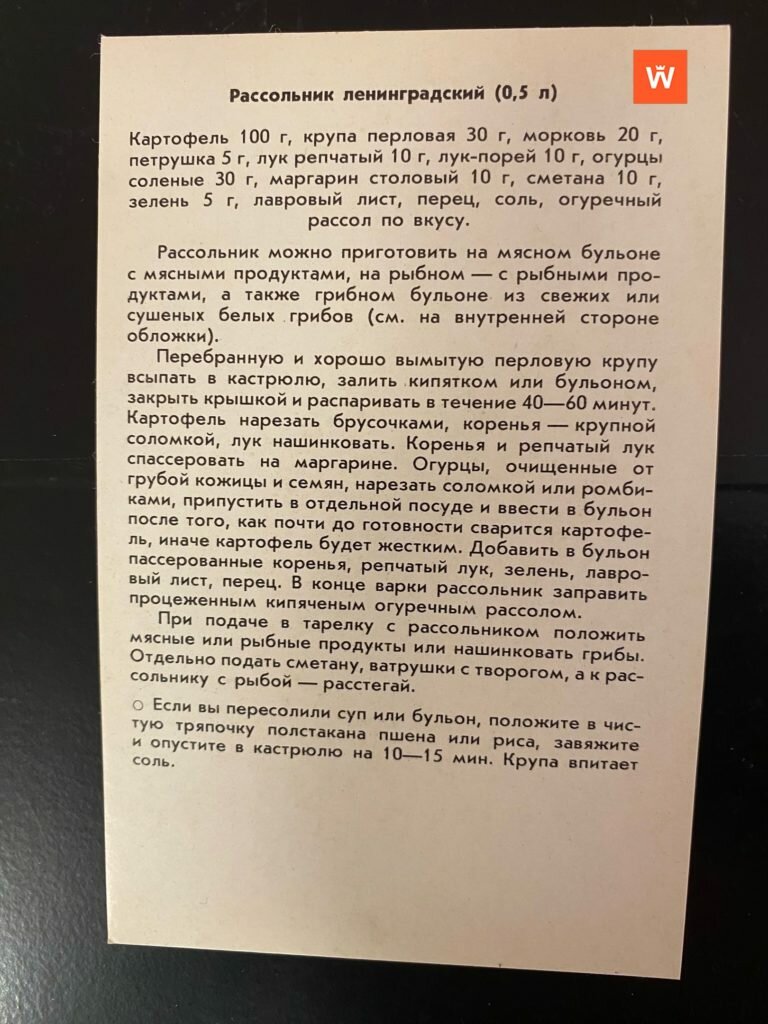 W
Рассольник ленинградский (0,5 л)
Картофель 100 г, крупа перловая 30 г, морковь 20 г,
петрушка 5 г, лук репчатый 10 г, лук-порей 10 г, огурцы
соленые 30 г, маргарин столовый 10 г, сметана 10 г,
зелень 5 г, лавровый лист, перец, соль, огуречный
рассол по вкусу.
Рассольник можно приготовить на мясном бульоне
с мясными продуктами, на рыбном — с рыбными про-
дуктами, а также грибном бульоне из свежих или
сушеных белых грибов (см. на внутренней стороне
обложки).
Перебранную и хорошо вымытую перловую крупу
всыпать в кастрюлю, залить кипятком или бульоном,
закрыть крышкой и распаривать в течение 40—60 минут.
Картофель нарезать брусочками, коренья — крупной
соломкой, лук нашинковать. Коренья и репчатый лук
спассеровать на маргарине. Огурцы, очищенные от
грубой кожицы и семян, нарезать соломкой или ромби-
ками, припустить в отдельной посуде и ввести в бульон
после того, как почти до готовности сварится картофе-
ль, иначе картофель будет жестким. Добавить в бульон
пассерованные коренья, репчатый лук, зелень, лавро-
вый лист, перец. В конце варки рассольник заправить
процеженным кипяченым огуречным рассолом.
При подаче в тарелку с рассольником положить
мясные или рыбные продукты или нашинковать грибы.
Отдельно подать сметану, ватрушки с творогом, а к рас-
сольнику с рыбой — расстегай.
○ Если вы пересолили суп или бульон, положите в чис-
тую тряпочку полстакана пшена или риса, завяжите
и опустите в кастрюлю на 10—15 мин. Крупа впитает
соль.